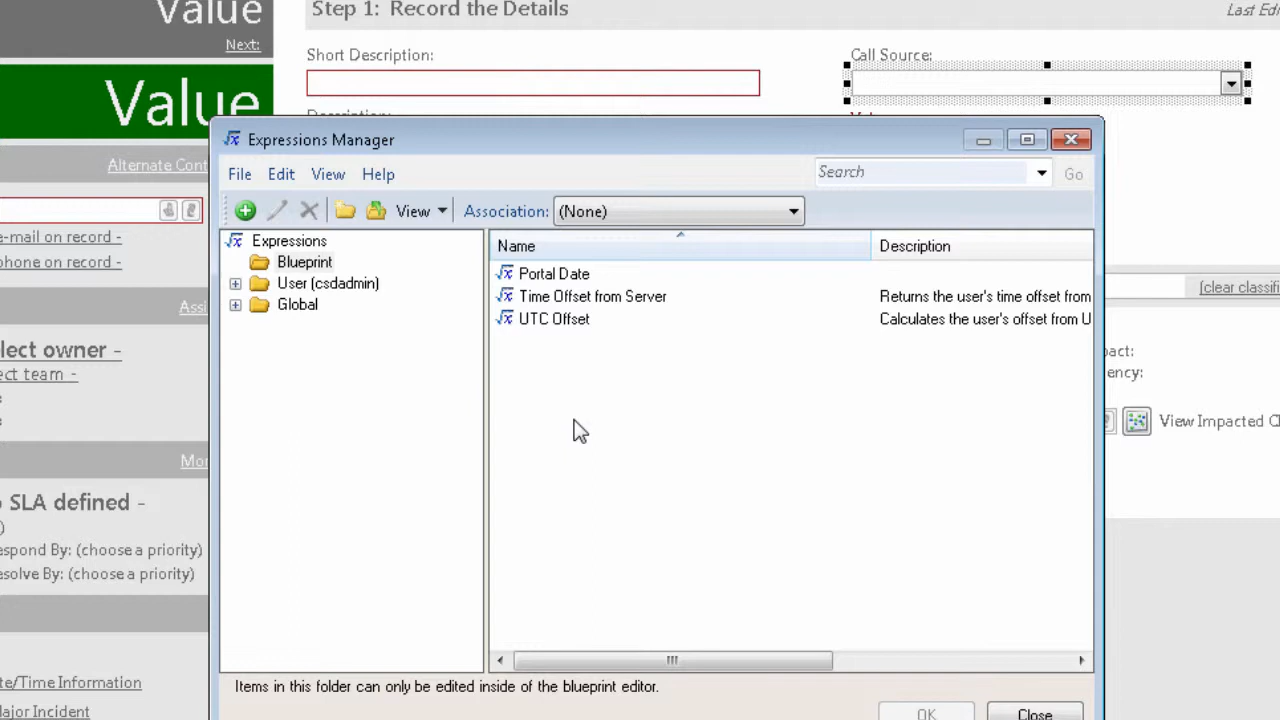 Value
Step 1: Record the Details
Last Edi
Next:
Short Description:
Call Source:
Value
Alternate Cont
e-mail on record -
phone on record -
lect owner -
ect team -
SLA defined -
espond By: (choose a priority)
esolve By: (choose a priority)
te/Time Information
ajor Incident
Expressions Manager
File Edit View Help
Search
Go
View
Association: (None)
Expressions
Blueprint
User (csdadmin)
Global
Name
Description
Portal Date
Time Offset from Server
Returns the user's time offset from
UTC Offset
Calculates the user's offset from U
Items in this folder can only be edited inside of the blueprint editor.
OK
Close
[clear classifi
pact:
ency:
View Impacted C